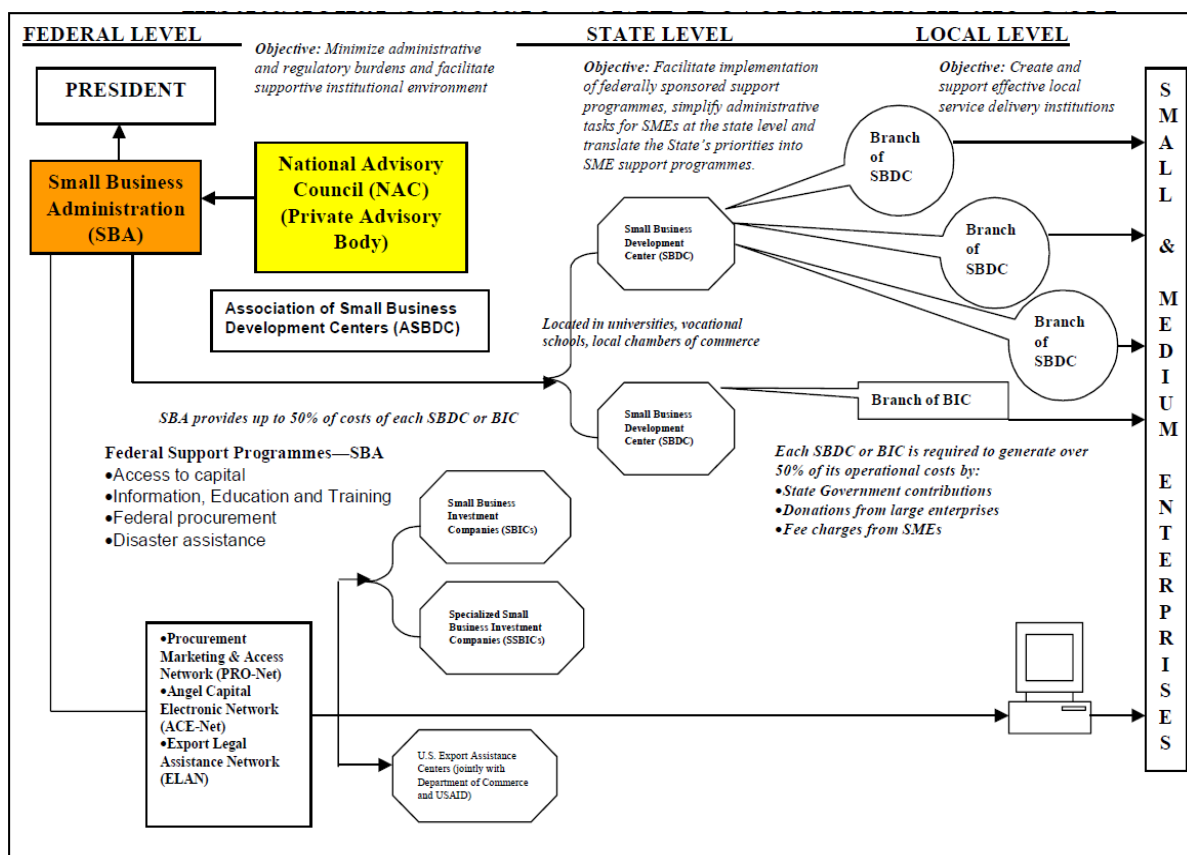 FEDERAL LEVEL
STATE LEVEL
LOCAL LEVEL
Objective: Minimize administrative
and regulatory burdens and facilitate
supportive institutional environment
Objective: Facilitate implementation
of federally sponsored support
programmes, simplify administrative
tasks for SMEs at the state level and
translate the State's priorities into
SME support programmes.
Objective: Create and
support effective local
service delivery institutions
PRESIDENT
Small Business
Administration
(SBA)
National Advisory
Council (NAC)
(Private Advisory
Body)
Association of Small Business
Development Centers (ASBDC)
Small Business
Development
Center (SBDC)
Branch
of
SBDC
Branch
of
SBDC
Branch
of
SBDC
Located in universities, vocational
schools, local chambers of commerce
Small Business
Development
Center (SBDC)
Branch of BIC
SBA provides up to 50% of costs of each SBDC or BIC
Federal Support Programmes—SBA
•Access to capital
•Information, Education and Training
•Federal procurement
•Disaster assistance
Each SBDC or BIC is required to generate over
50% of its operational costs by:
•State Government contributions
•Donations from large enterprises
•Fee charges from SMEs
Small Business
Investment
Companies (SBICs)
Specialized Small
Business Investment
Companies (SSBICs)
•Procurement
Marketing & Access
Network (PRO-Net)
•Angel Capital
Electronic Network
(ACE-Net)
•Export Legal
Assistance Network
(ELAN)
U.S. Export Assistance
Centers (jointly with
Department of Commerce
and USAID)
SMALL & MEDIUM ENTERPRISES